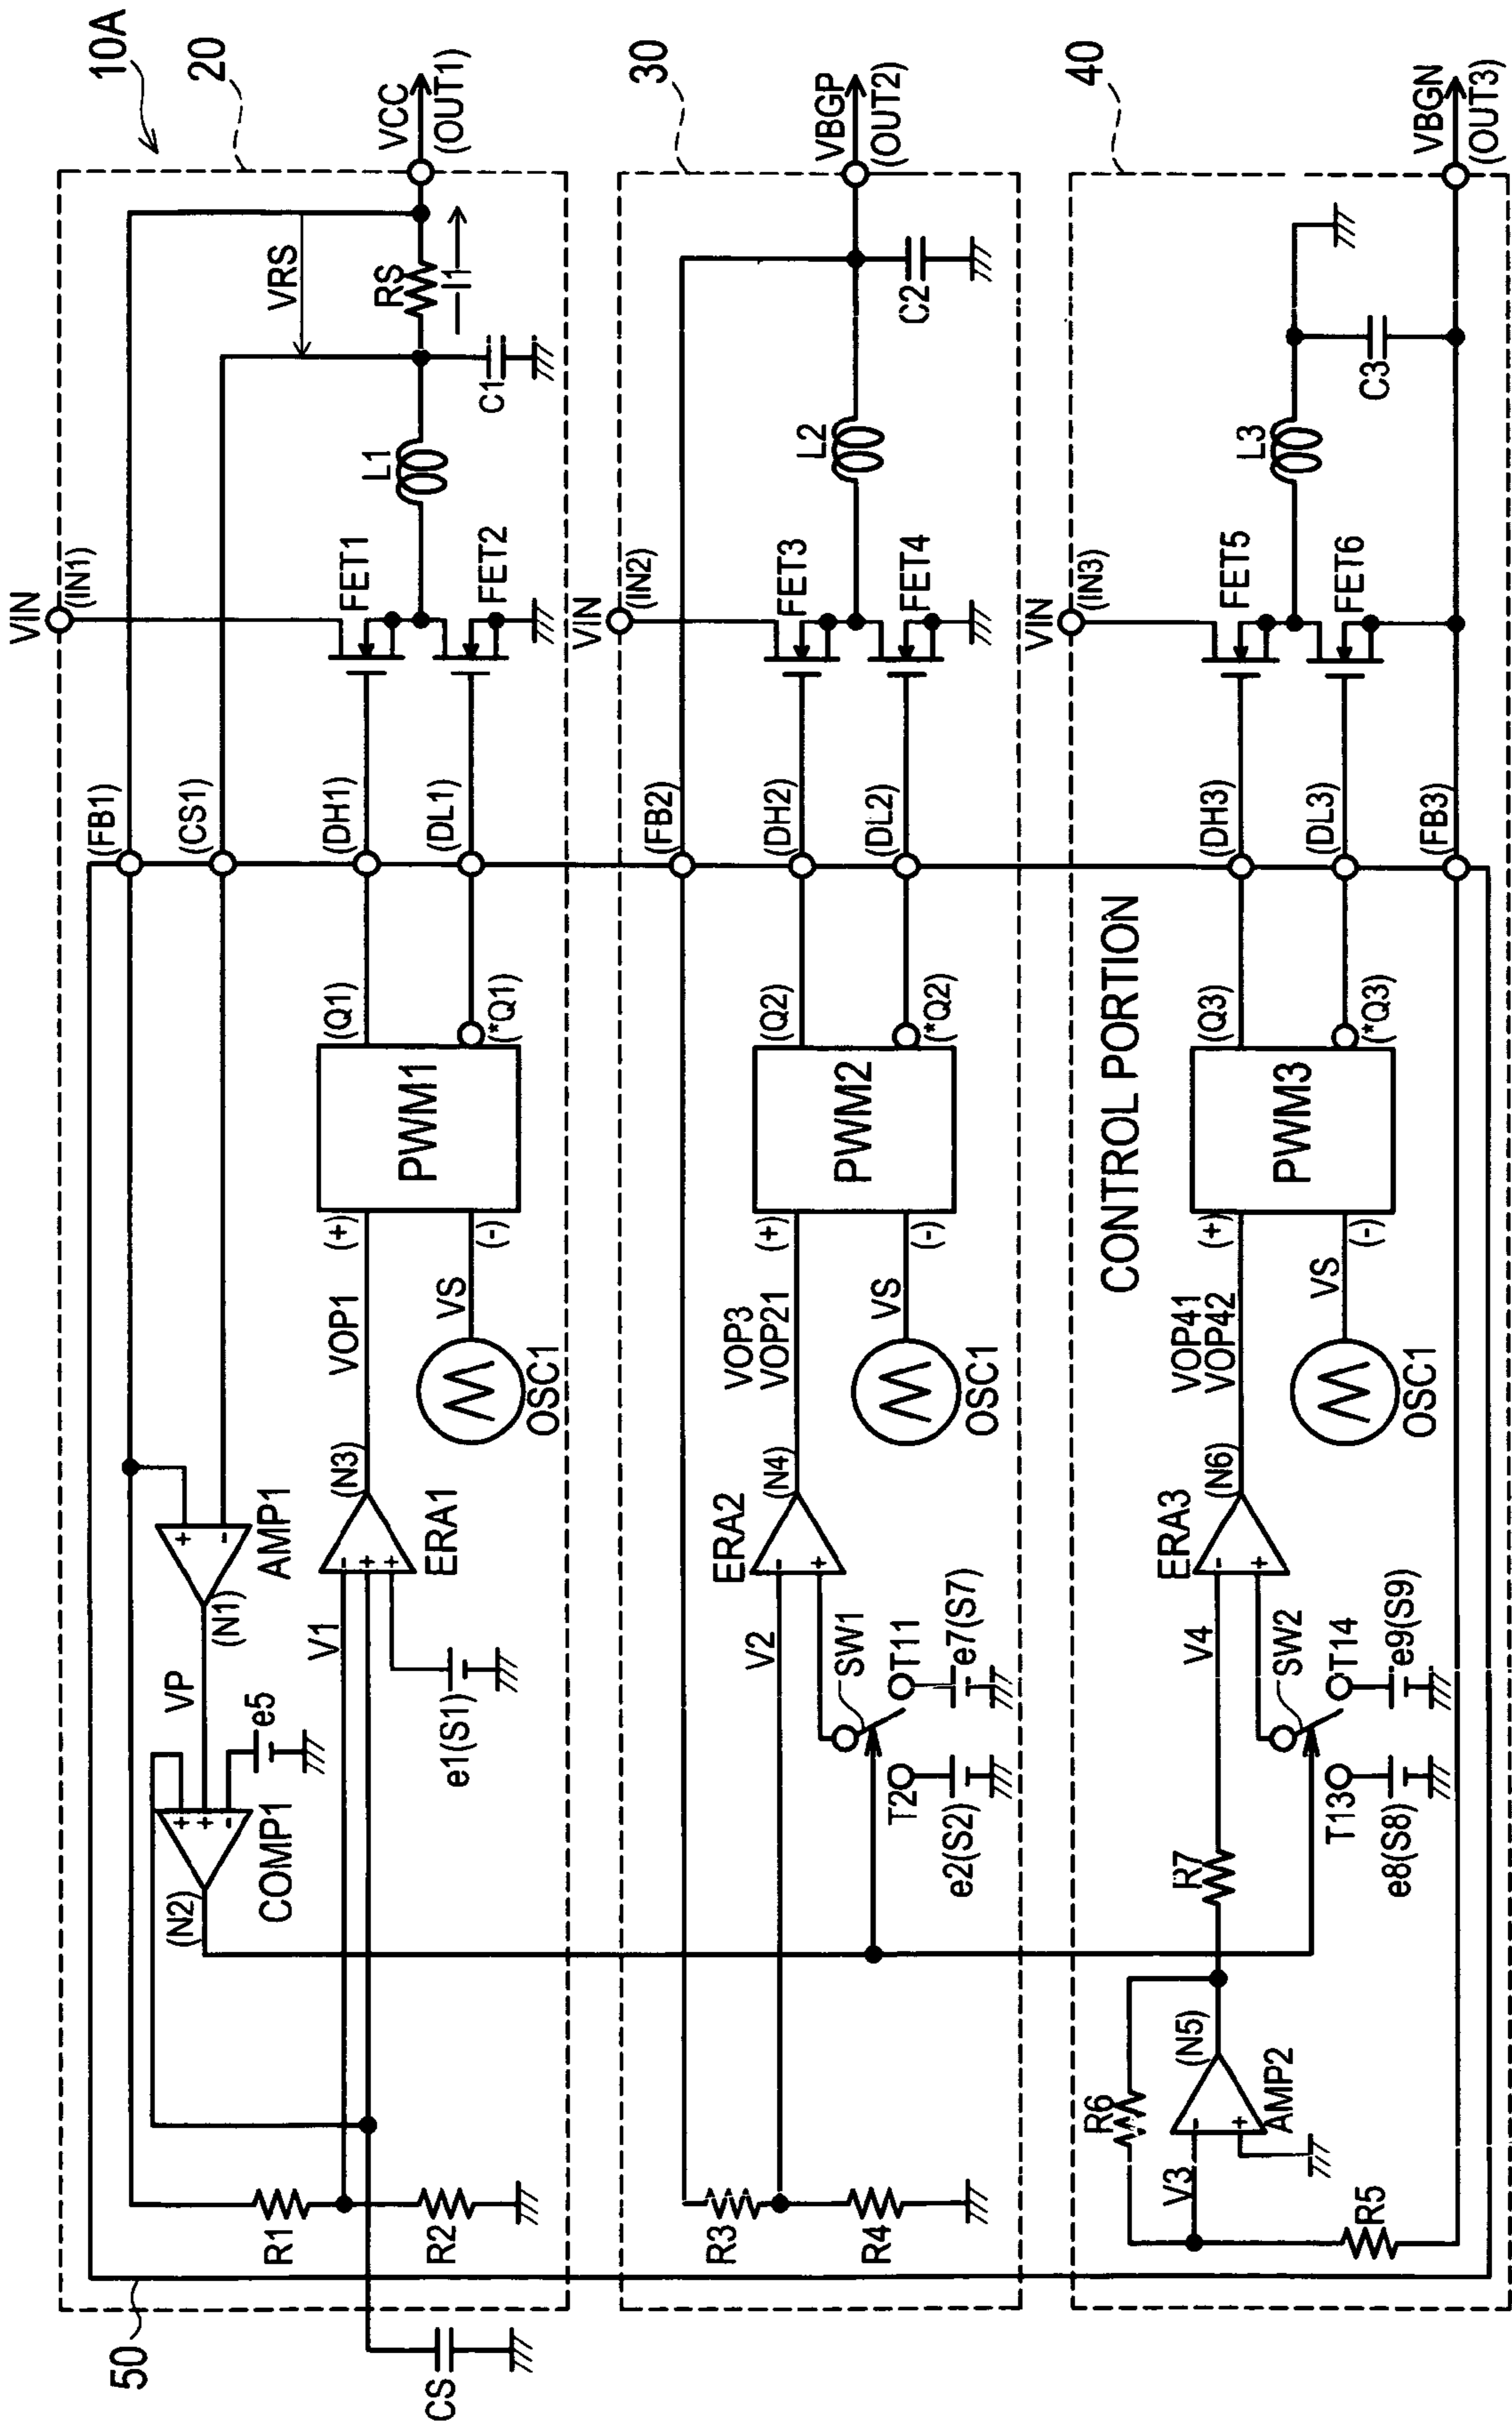 10A
20
VCC
(OUT1)
VIN
(IN1)
(FB1)
(CS1)
(DH1)
(DL1)
VRS
RS
I1
C1
L1
FET1
FET2
(Q1)
(*Q1)
PWM1
(+)
(-)
VOP1
VS
OSC1
(N3)
ERA1
AMP1
(N1)
VP
V1
e1(S1)
e5
COMP1
(N2)
R1
R2
50
CS
30
VBGP
(OUT2)
VIN
(IN2)
(FB2)
(DH2)
(DL2)
C2
L2
FET3
FET4
(Q2)
(*Q2)
PWM2
(+)
(-)
VOP3
VOP21
VS
OSC1
(N4)
ERA2
V2
SW1
T11
e7(S7)
T2
e2(S2)
R3
R4
40
VBGN
(OUT3)
VIN
(IN3)
(DH3)
(DL3)
(FB3)
C3
L3
FET5
FET6
CONTROL PORTION
(Q3)
(*Q3)
PWM3
(+)
(-)
VOP41
VOP42
VS
OSC1
(N6)
ERA3
V4
SW2
T14
e9(S9)
T13
e8(S8)
R7
(N5)
AMP2
R6
V3
R5